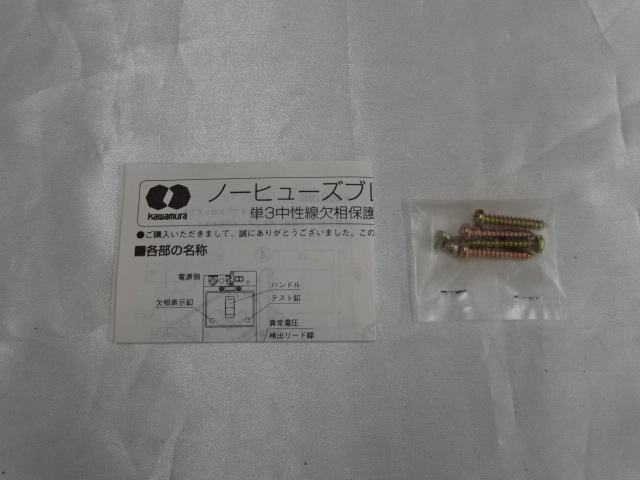 kawamura
ノーヒューズブレ
単3中性線欠相保護
●ご購入いただきまして、誠にありがとうございました。この
■各部の名称
電源側
ハンドル
欠相表示釦
テスト釦
異常電圧
検出リード線